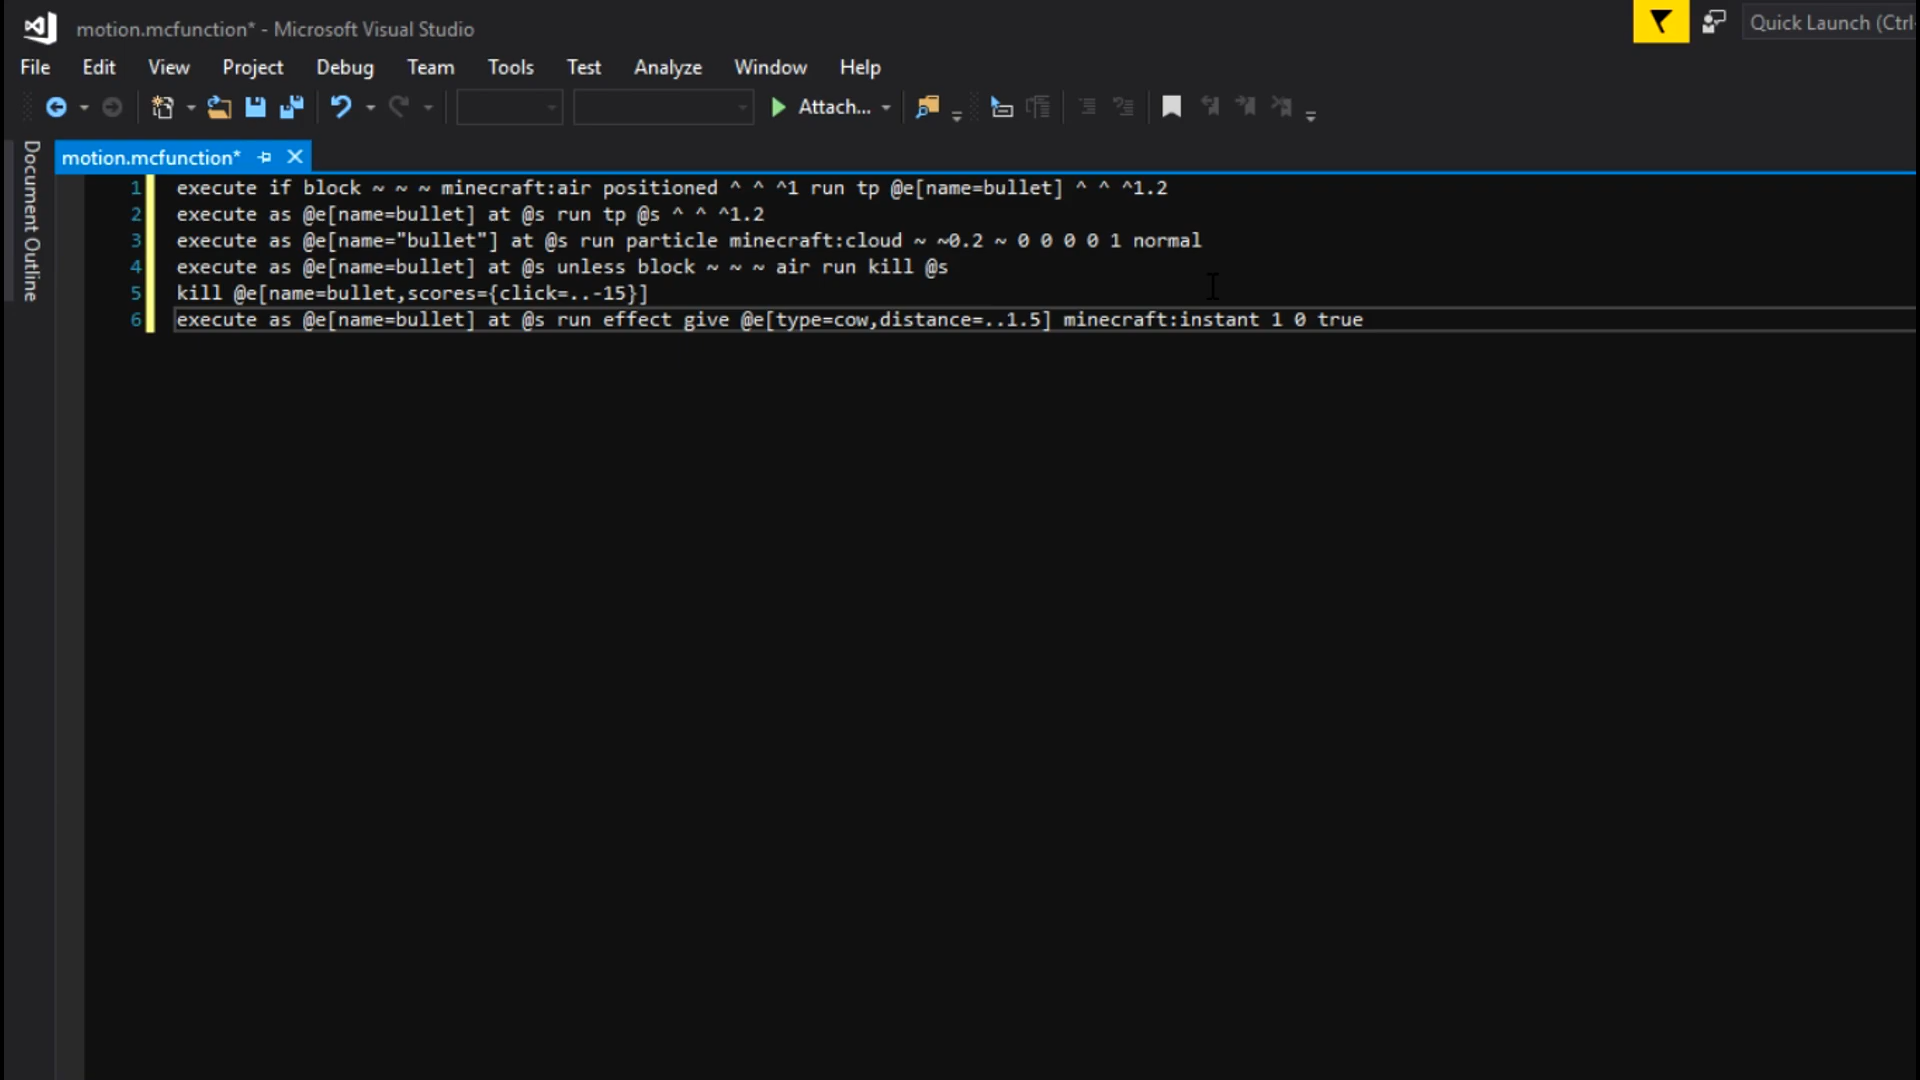 motion.mcfunction* - Microsoft Visual Studio
Quick Launch (Ctrl
File Edit View Project Debug Team Tools Test Analyze Window Help
Attach...
Document Outline
motion.mcfunction*
1 execute if block ~ ~ ~ minecraft:air positioned ^ ^ ^1 run tp @e[name=bullet] ^ ^ ^1.2
2 execute as @e[name=bullet] at @s run tp @s ^ ^ ^1.2
3 execute as @e[name="bullet"] at @s run particle minecraft:cloud ~ ~0.2 ~ 0 0 0 0 1 normal
4 execute as @e[name=bullet] at @s unless block ~ ~ ~ air run kill @s
5 kill @e[name=bullet,scores={click=..-15}]
6 execute as @e[name=bullet] at @s run effect give @e[type=cow,distance=..1.5] minecraft:instant 1 0 true